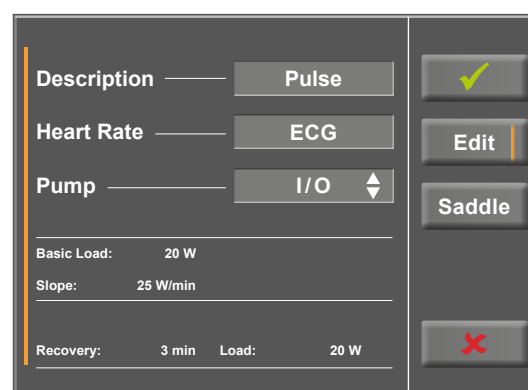 Description Pulse
Heart Rate ECG
Pump I/O
Basic Load: 20 W
Slope: 25 W/min
Recovery: 3 min Load: 20 W
Edit
Saddle